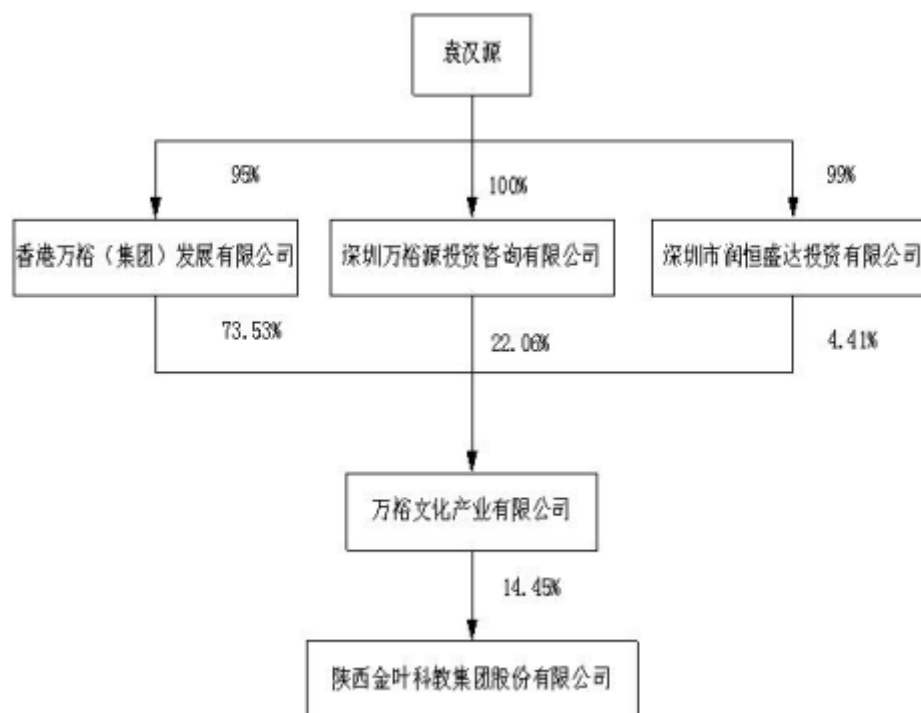 袁汉源
95%
100%
99%
香港万裕（集团）发展有限公司
深圳万裕源投资咨询有限公司
深圳市润恒盛达投资有限公司
73.53%
22.06%
4.41%
万裕文化产业有限公司
14.45%
陕西金叶科教集团股份有限公司